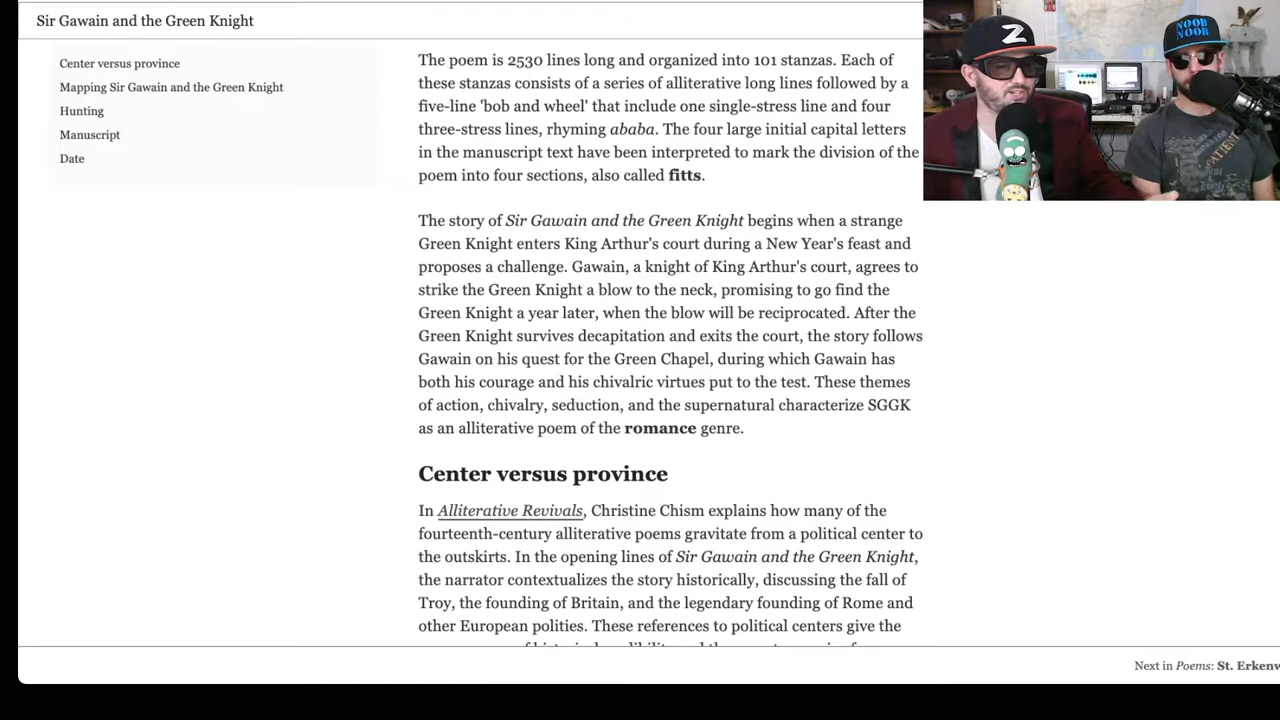 Sir Gawain and the Green Knight
Center versus province
Mapping Sir Gawain and the Green Knight
Hunting
Manuscript
Date
The poem is 2530 lines long and organized into 101 stanzas. Each of
these stanzas consists of a series of alliterative long lines followed by a
five-line 'bob and wheel' that include one single-stress line and four
three-stress lines, rhyming ababa. The four large initial capital letters
in the manuscript text have been interpreted to mark the division of the
poem into four sections, also called fitts.
The story of Sir Gawain and the Green Knight begins when a strange
Green Knight enters King Arthur's court during a New Year's feast and
proposes a challenge. Gawain, a knight of King Arthur's court, agrees to
strike the Green Knight a blow to the neck, promising to go find the
Green Knight a year later, when the blow will be reciprocated. After the
Green Knight survives decapitation and exits the court, the story follows
Gawain on his quest for the Green Chapel, during which Gawain has
both his courage and his chivalric virtues put to the test. These themes
of action, chivalry, seduction, and the supernatural characterize SGGK
as an alliterative poem of the romance genre.
Center versus province
In Alliterative Revivals, Christine Chism explains how many of the
fourteenth-century alliterative poems gravitate from a political center to
the outskirts. In the opening lines of Sir Gawain and the Green Knight,
the narrator contextualizes the story historically, discussing the fall of
Troy, the founding of Britain, and the legendary founding of Rome and
other European polities. These references to political centers give the
Next in Poems: St. Erkenw
Z
NOOB
NOOR
PATIENT